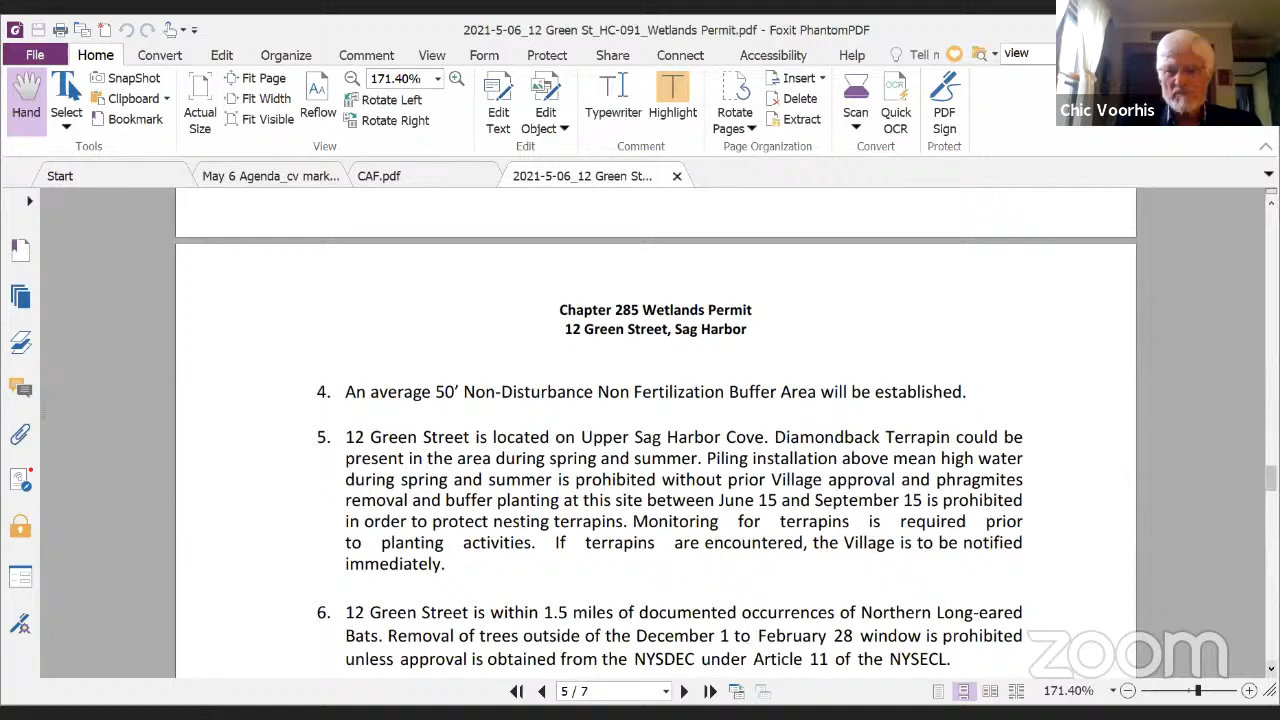 2021-5-06_12 Green St_HC-091_Wetlands Permit.pdf - Foxit PhantomPDF
File Home Convert Edit Organize Comment View Form Protect Share Connect Accessibility Help Tell n view
Hand
Select
SnapShot
Clipboard
Bookmark
Tools
Actual Size
Fit Page
Fit Width
Fit Visible
Reflow
171.40%
Rotate Left
Rotate Right
View
Edit Text
Edit Object
Edit
Typewriter
Highlight
Comment
Rotate Pages
Insert
Delete
Extract
Page Organization
Scan
Quick OCR
Convert
PDF Sign
Protect
Chic Voorhis
Start May 6 Agenda_cv mark... CAF.pdf 2021-5-06_12 Green St...
Chapter 285 Wetlands Permit
12 Green Street, Sag Harbor
4. An average 50’ Non-Disturbance Non Fertilization Buffer Area will be established.
5. 12 Green Street is located on Upper Sag Harbor Cove. Diamondback Terrapin could be
present in the area during spring and summer. Piling installation above mean high water
during spring and summer is prohibited without prior Village approval and phragmites
removal and buffer planting at this site between June 15 and September 15 is prohibited
in order to protect nesting terrapins. Monitoring for terrapins is required prior
to planting activities. If terrapins are encountered, the Village is to be notified
immediately.
6. 12 Green Street is within 1.5 miles of documented occurrences of Northern Long-eared
Bats. Removal of trees outside of the December 1 to February 28 window is prohibited
unless approval is obtained from the NYSDEC under Article 11 of the NYSECL.
zoom
5 / 7
171.40%